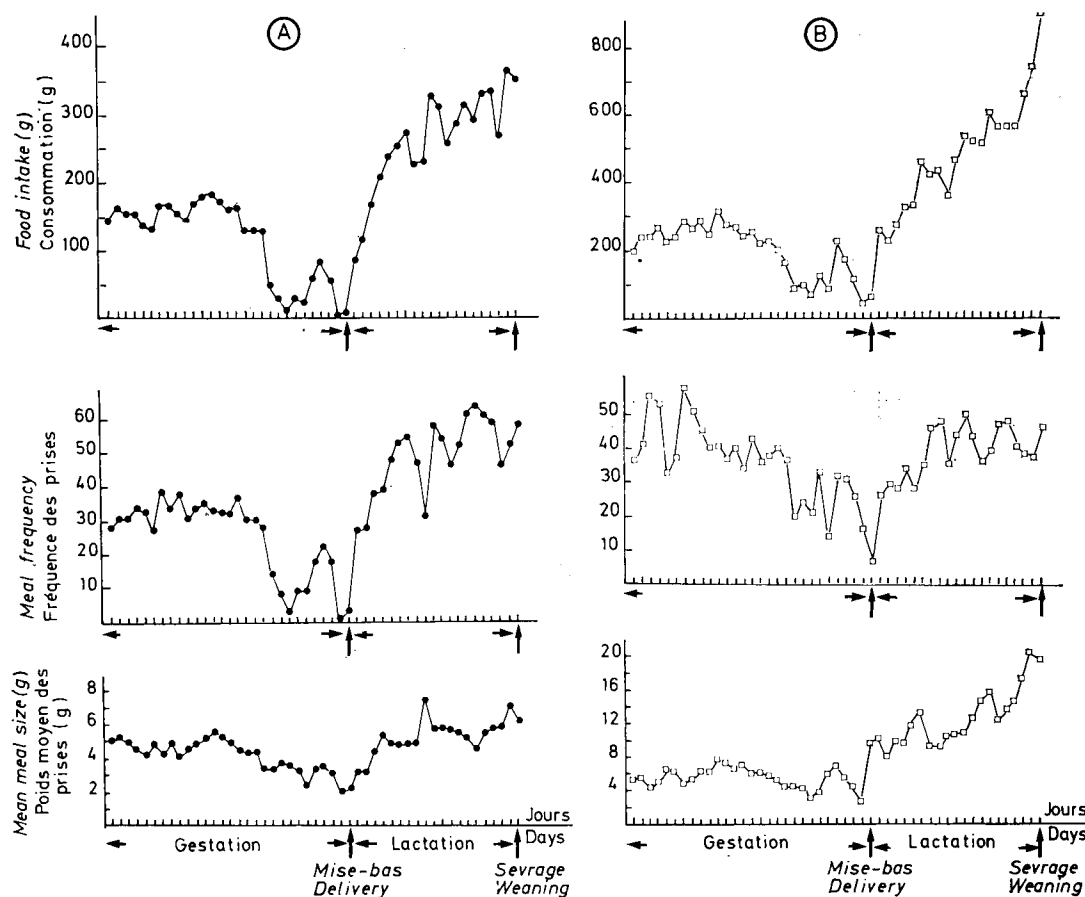 A
Food intake (g)
Consommation (g)
400
300
200
100
B
800
600
400
200
Meal frequency
Fréquence des prises
60
50
40
30
20
10
50
40
30
20
10
Mean meal size (g)
Poids moyen des
prises (g)
8
6
4
2
20
16
12
8
4
Jours
Days
Gestation
Lactation
Mise-bas
Delivery
Sevrage
Weaning
Jours
Days
Gestation
Lactation
Mise-bas
Delivery
Sevrage
Weaning